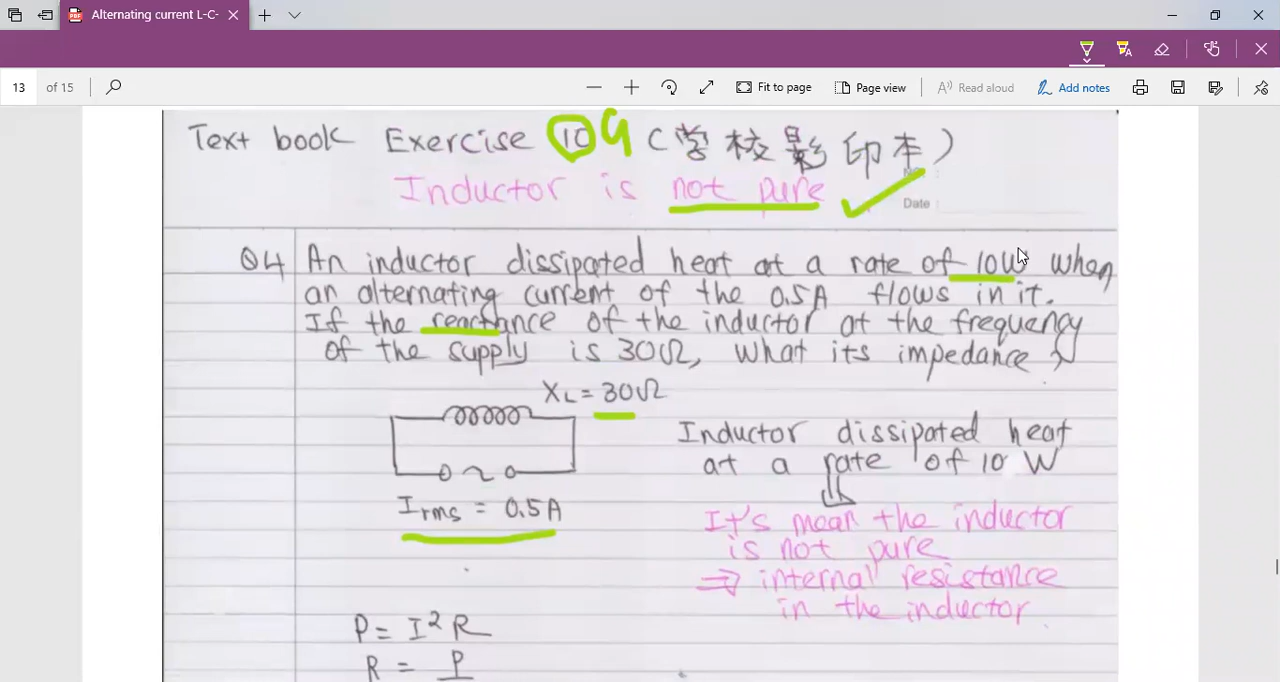 Alternating current L-C-
13 of 15
Fit to page
Page view
Read aloud
Add notes
Text book Exercise 10 9 (学校影印本)
No.
Inductor is not pure
Date
Q4 An inductor dissipated heat at a rate of 10W when
an alternating current of the 0.5A flows in it.
If the reactance of the inductor at the frequency
of the supply is 30Ω, What its impedance ?
XL = 30Ω
Inductor dissipated heat
at a rate of 10 W
Irms = 0.5A
It's mean the inductor
is not pure
⇒ internal resistance
in the inductor
P = I² R
R = P